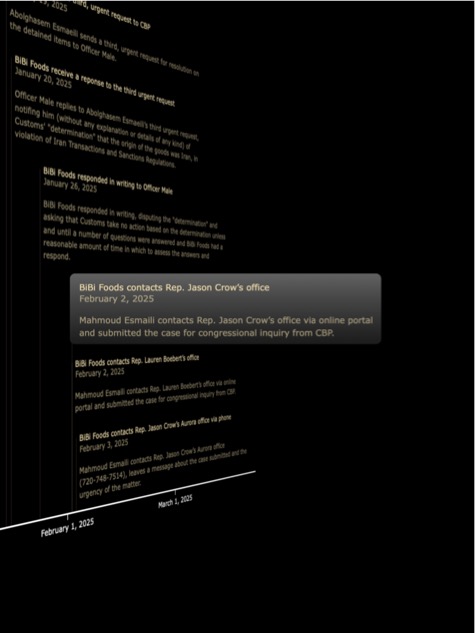 19, 2025
third, urgent request to CBP
Abolghasem Esmaeili sends a third, urgent request for resolution on
the detained items to Officer Male.
BiBi Foods receive a reponse to the third urgent request
January 20, 2025
Officer Male replies to Abolghasem Esmaeili's third urgent request,
notifing him (without any explanation or details of any kind) of
Customs' "determination" that the origin of the goods was Iran, in
violation of Iran Transactions and Sanctions Regulations.
BiBi Foods responded in writing to Officer Male
January 26, 2025
BiBi Foods responded in writing, disputing the "determination" and
asking that Customs take no action based on the determination unless
and until a number of questions were answered and BiBi Foods had a
reasonable amount of time in which to assess the answers and
respond.
BiBi Foods contacts Rep. Jason Crow's office
February 2, 2025
Mahmoud Esmaili contacts Rep. Jason Crow's office via online portal
and submitted the case for congressional inquiry from CBP.
BiBi Foods contacts Rep. Lauren Boebert's office
February 2, 2025
Mahmoud Esmaili contacts Rep. Lauren Boebert's office via online
portal and submitted the case for congressional inquiry from CBP.
BiBi Foods contacts Rep. Jason Crow's Aurora office via phone
February 3, 2025
Mahmoud Esmaili contacts Rep. Jason Crow's Aurora office
(720-748-7514), leaves a message about the case submitted and the
urgency of the matter.
February 1, 2025
March 1, 2025